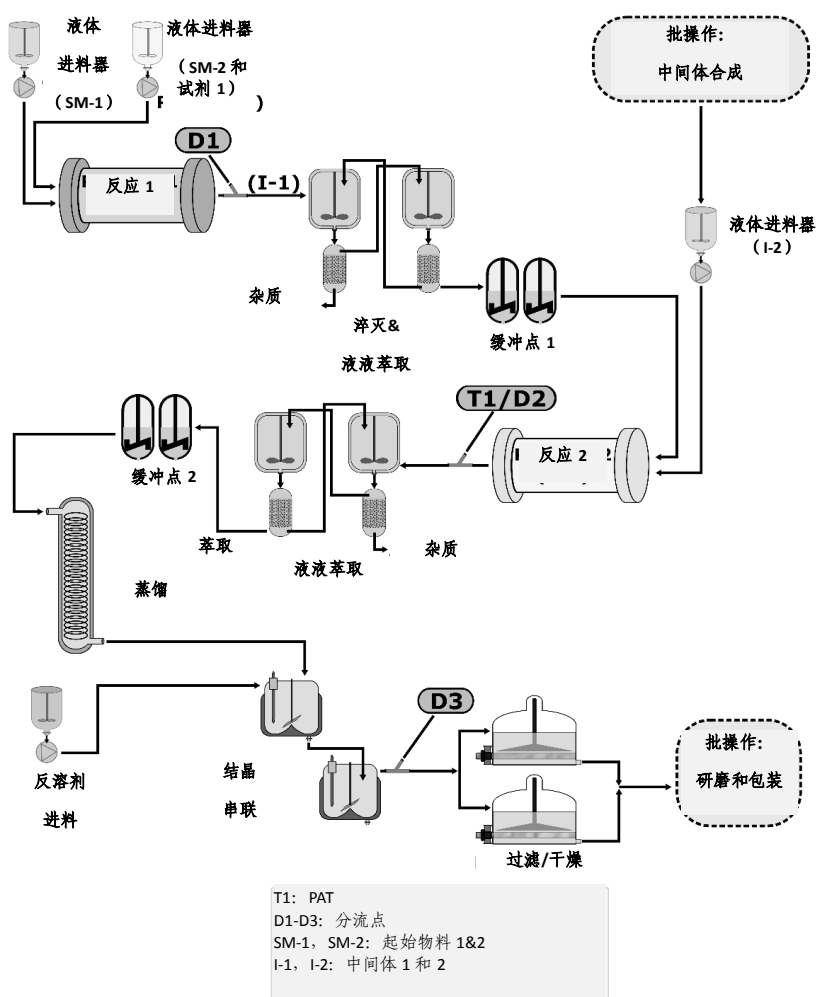 液体
进料器
（SM-1）
液体进料器
（SM-2 和
试剂 1）
批操作：
中间体合成
D1
(I-1)
反应 1
液体进料器
（I-2）
杂质
淬灭&
液液萃取
缓冲点 1
T1/D2
反应 2
缓冲点 2
萃取
液液萃取
杂质
蒸馏
D3
反溶剂
进料
结晶
串联
批操作：
研磨和包装
过滤/干燥
T1：PAT
D1-D3：分流点
SM-1，SM-2：起始物料 1&2
I-1，I-2：中间体 1 和 2